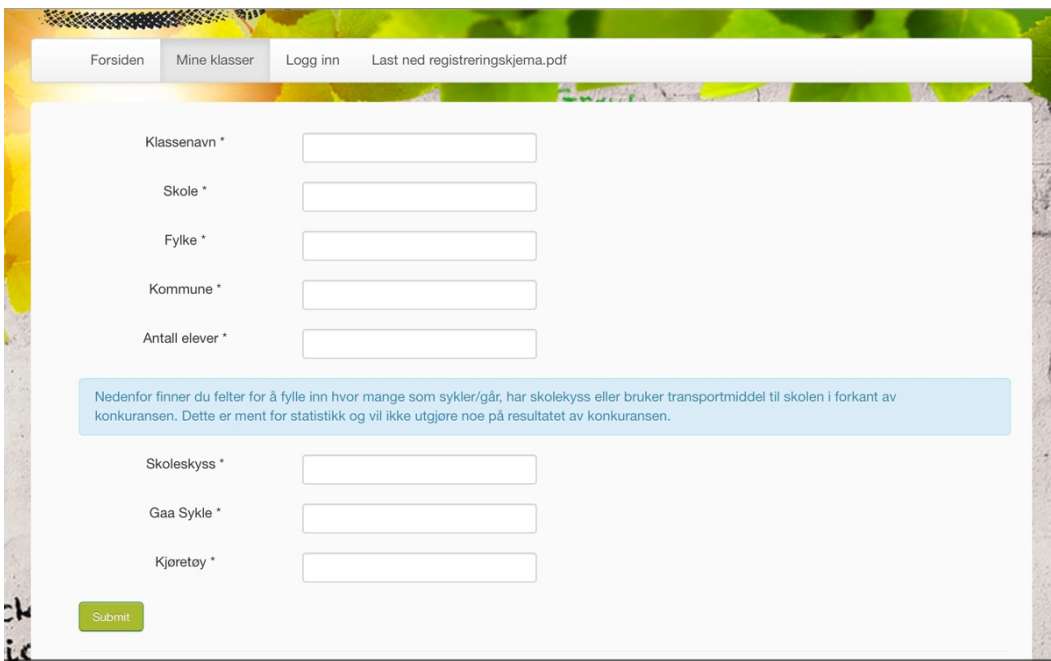 Forsiden Mine klasser Logg inn Last ned registreringskjema.pdf
Klassenavn *
Skole *
Fylke *
Kommune *
Antall elever *
Nedenfor finner du felter for å fylle inn hvor mange som sykler/går, har skolekyss eller bruker transportmiddel til skolen i forkant av
konkuransen. Dette er ment for statistikk og vil ikke utgjøre noe på resultatet av konkuransen.
Skoleskyss *
Gaa Sykle *
Kjøretøy *
Submit